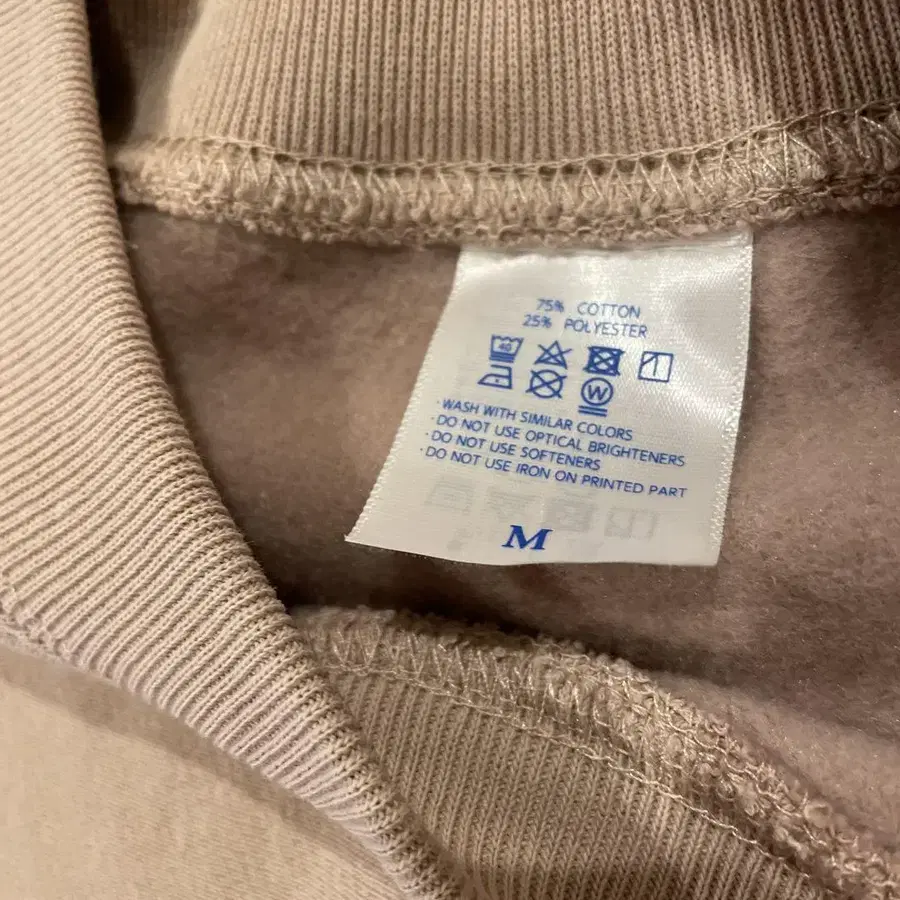 75% COTTON
25% POLYESTER
40
W
·WASH WITH SIMILAR COLORS
·DO NOT USE OPTICAL BRIGHTENERS
·DO NOT USE SOFTENERS
·DO NOT USE IRON ON PRINTED PART
M